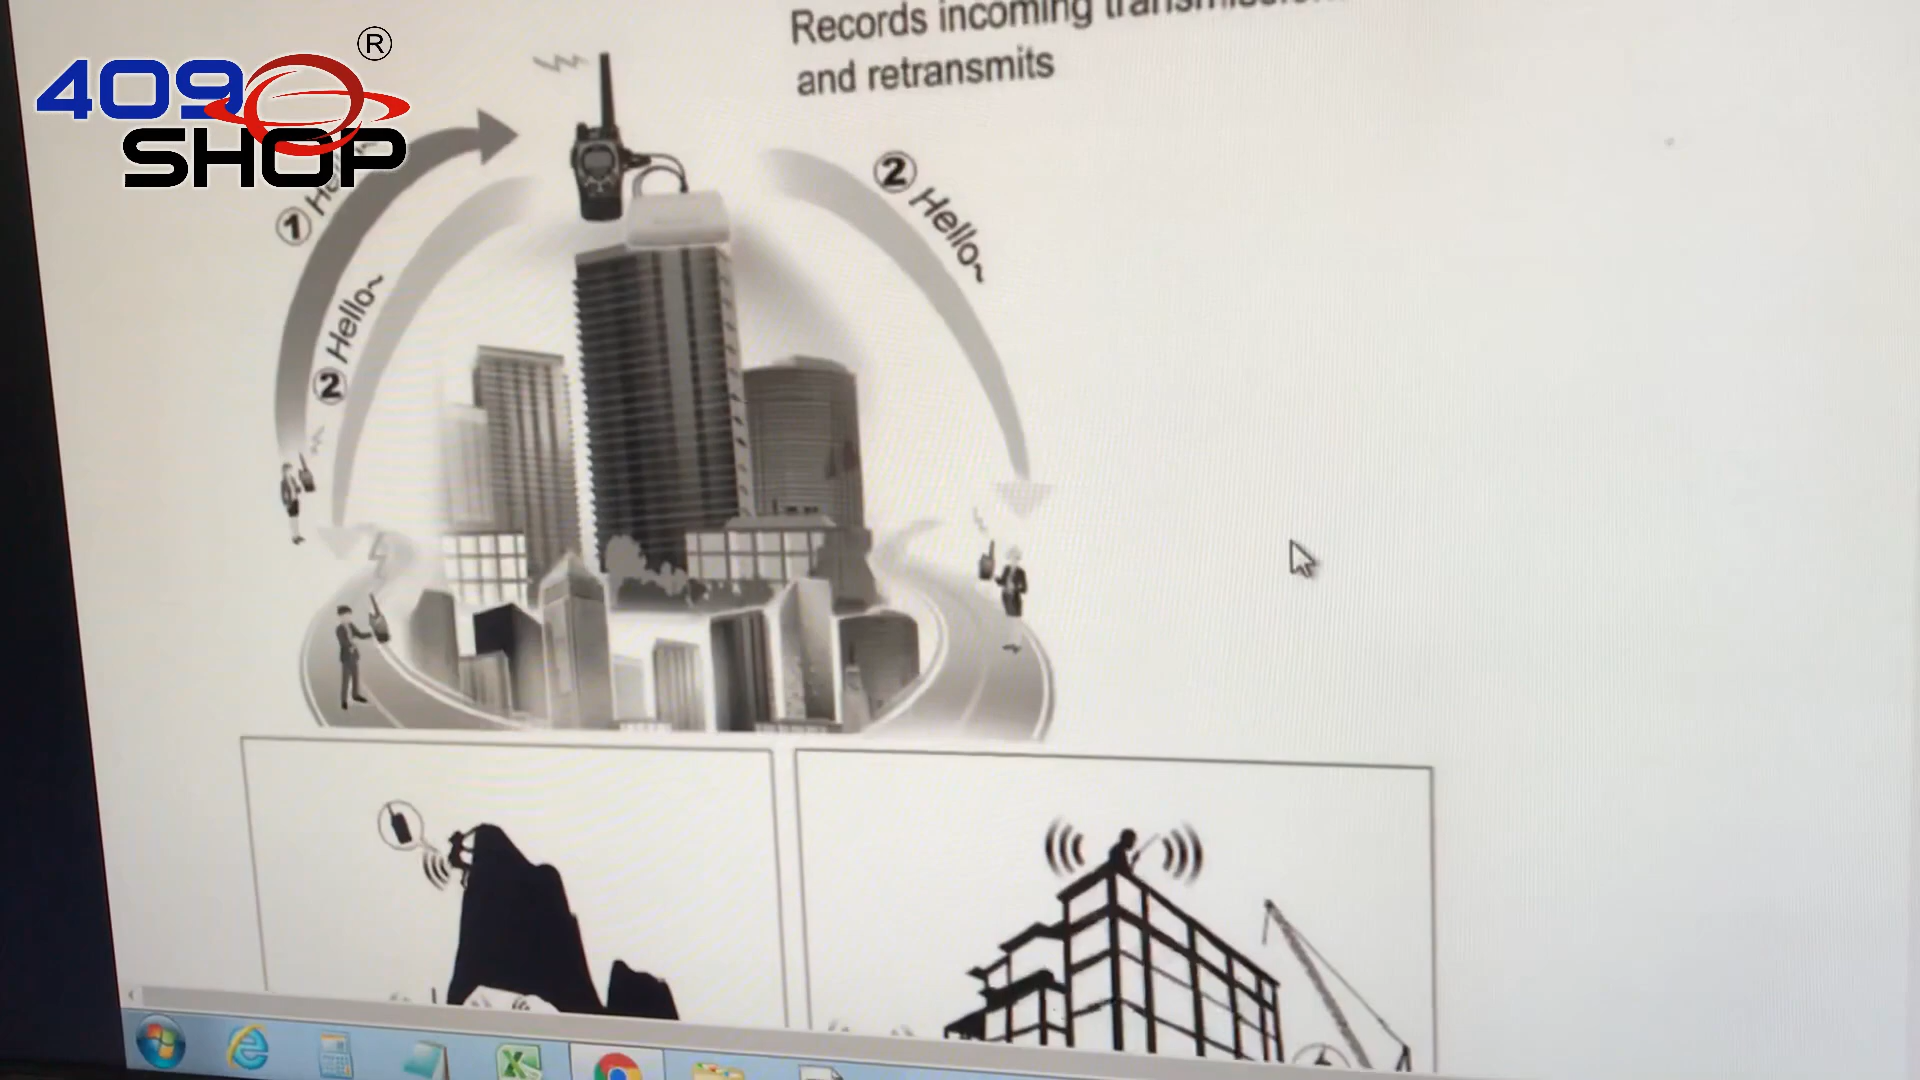 Records incoming
and retransmits
409
SHOP
®
① 
② Hello~
② Hello~